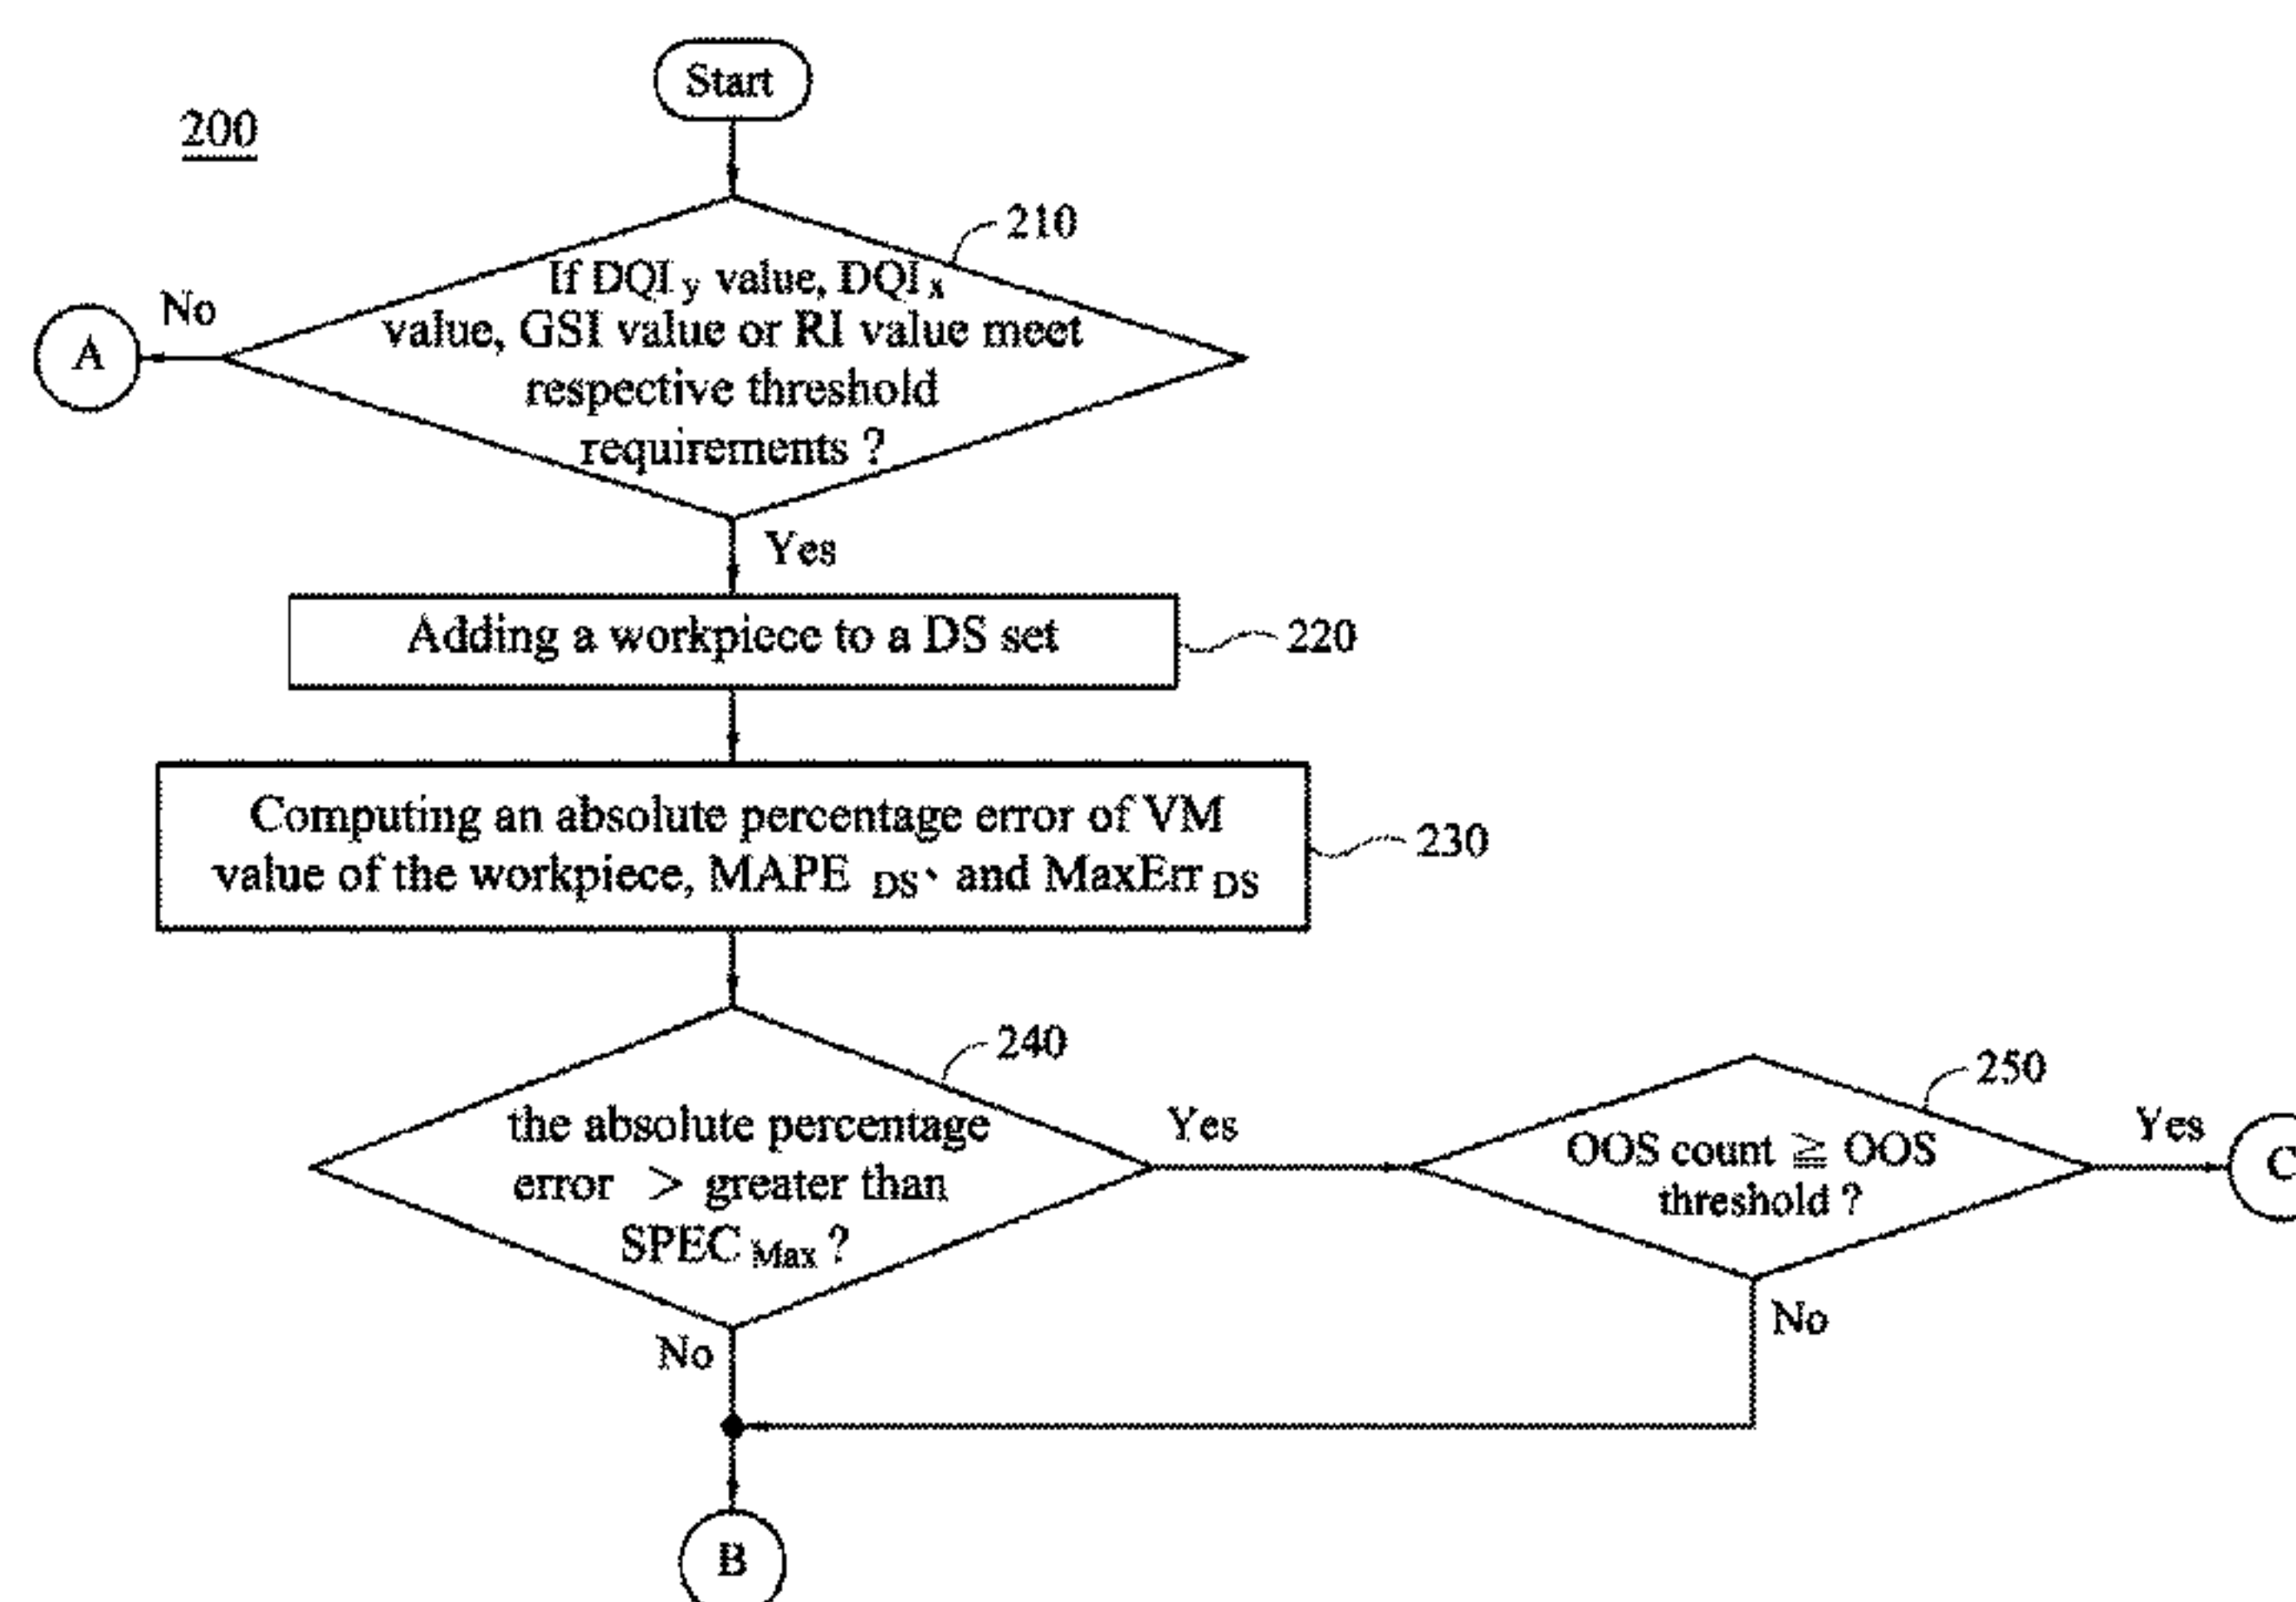 Start
200
210
If DQI y value, DQI x
value, GSI value or RI value meet
respective threshold
requirements ?
No
A
Yes
Adding a workpiece to a DS set
220
Computing an absolute percentage error of VM
value of the workpiece, MAPE DS、 and MaxErr DS
230
240
the absolute percentage
error > greater than
SPEC Max ?
Yes
250
OOS count ≧ OOS
threshold ?
Yes
C
No
No
B